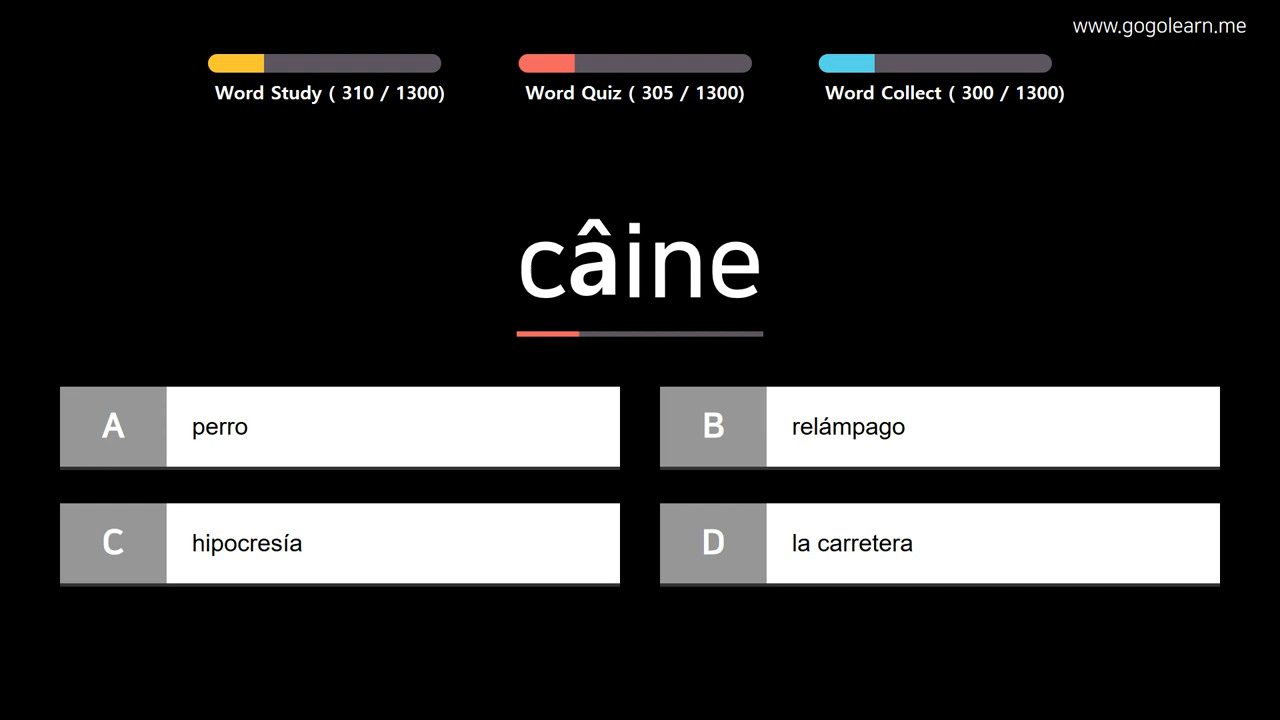 www.gogolearn.me
Word Study ( 310 / 1300)
Word Quiz ( 305 / 1300)
Word Collect ( 300 / 1300)
câine
A perro
B relámpago
C hipocresía
D la carretera